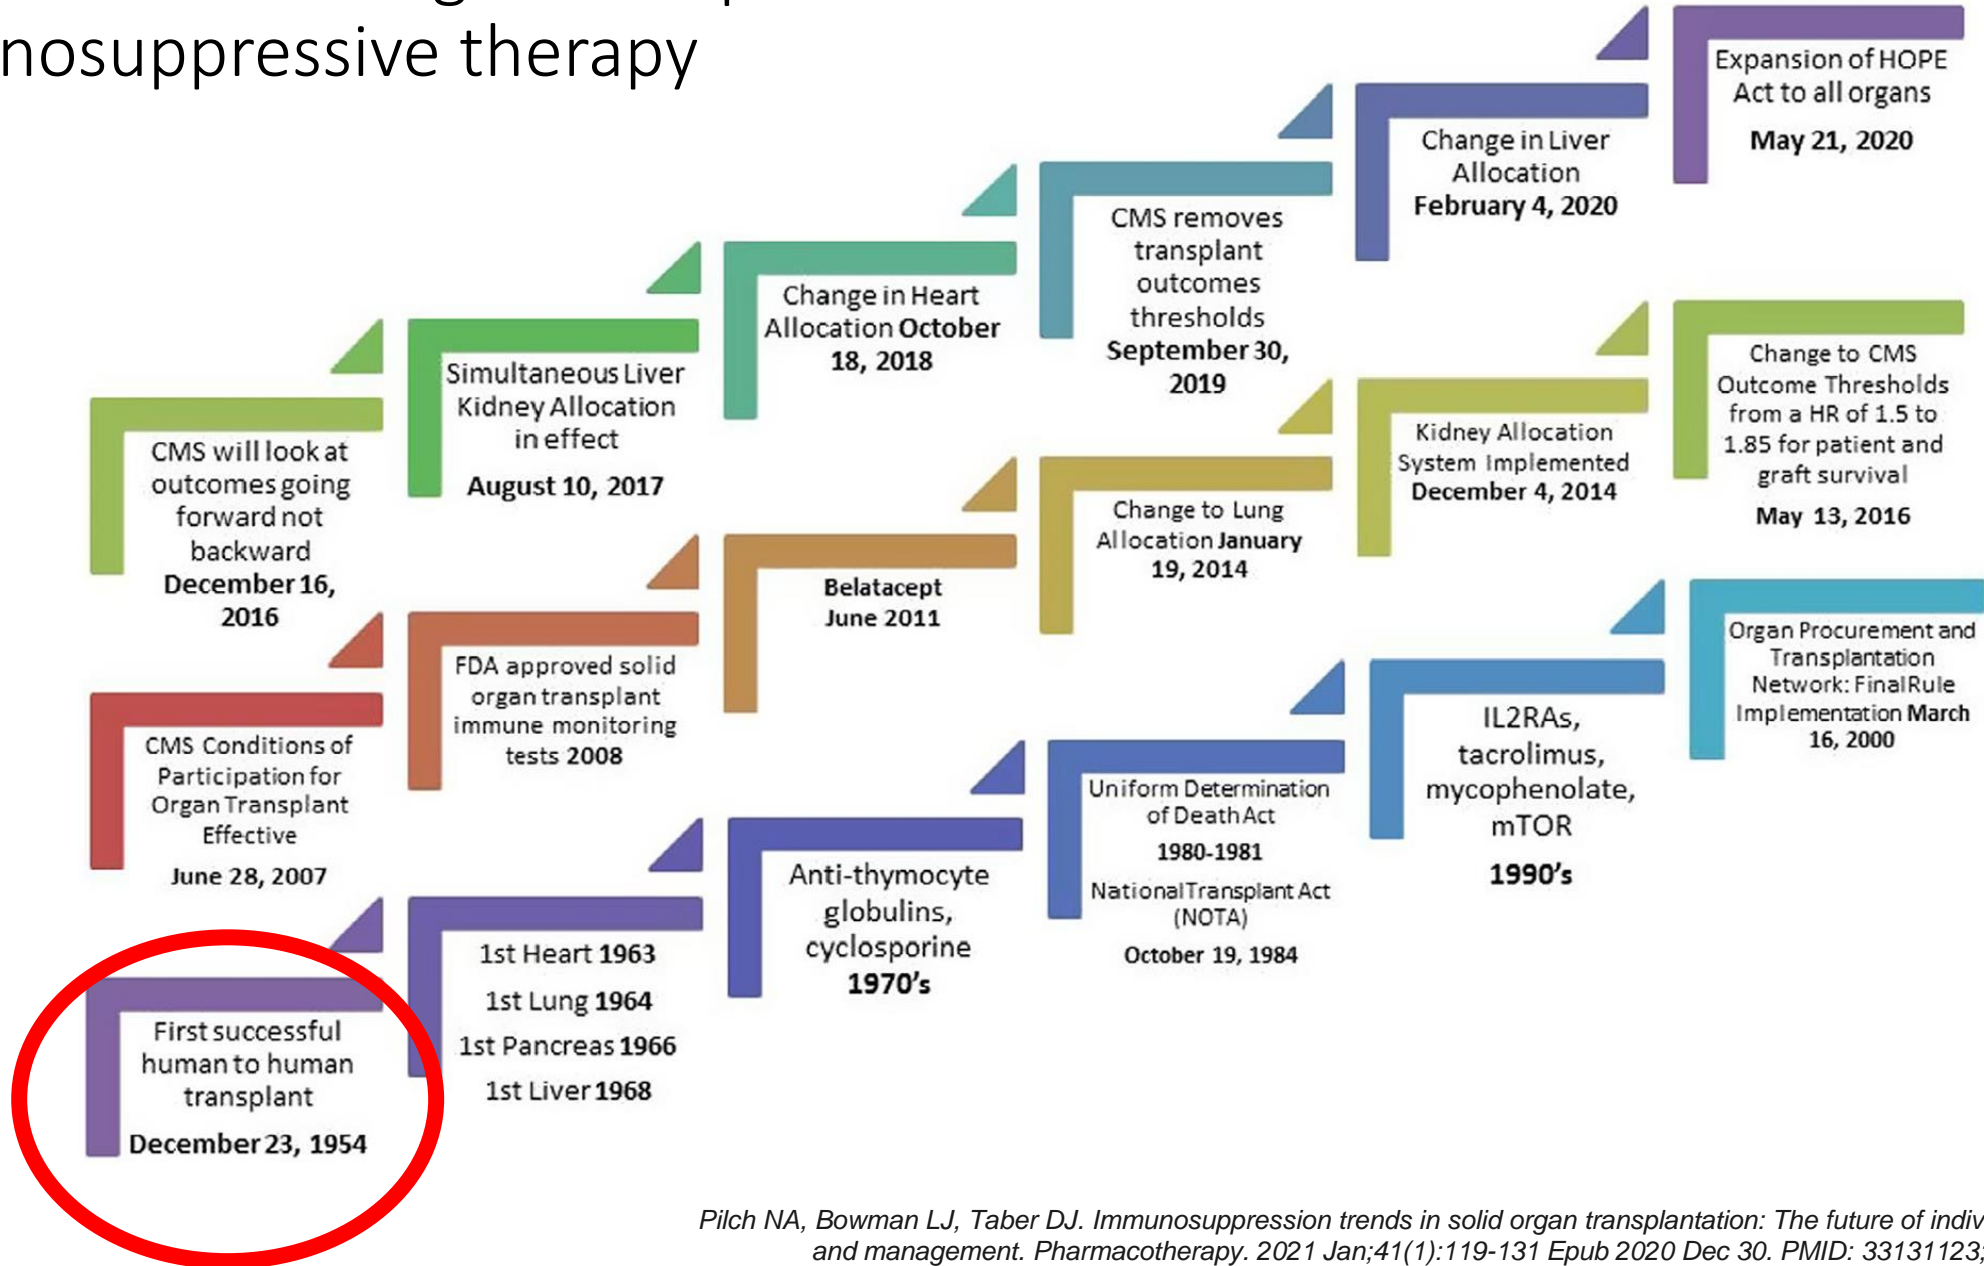 nosuppressive therapy
Expansion of HOPE
Act to all organs
May 21, 2020
Change in Liver
Allocation
February 4, 2020
CMS removes
transplant
outcomes
thresholds
September 30,
2019
Change in Heart
Allocation October
18, 2018
Simultaneous Liver
Kidney Allocation
in effect
August 10, 2017
CMS will look at
outcomes going
forward not
backward
December 16,
2016
Change to CMS
Outcome Thresholds
from a HR of 1.5 to
1.85 for patient and
graft survival
May 13, 2016
Kidney Allocation
System Implemented
December 4, 2014
Change to Lung
Allocation January
19, 2014
Belatacept
June 2011
FDA approved solid
organ transplant
immune monitoring
tests 2008
CMS Conditions of
Participation for
Organ Transplant
Effective
June 28, 2007
Organ Procurement and
Transplantation
Network: Final Rule
Implementation March
16, 2000
IL2RAs,
tacrolimus,
mycophenolate,
mTOR
1990's
Uniform Determination
of Death Act
1980-1981
National Transplant Act
(NOTA)
October 19, 1984
Anti-thymocyte
globulins,
cyclosporine
1970's
1st Heart 1963
1st Lung 1964
1st Pancreas 1966
1st Liver 1968
First successful
human to human
transplant
December 23, 1954
Pilch NA, Bowman LJ, Taber DJ. Immunosuppression trends in solid organ transplantation: The future of indiv
and management. Pharmacotherapy. 2021 Jan;41(1):119-131 Epub 2020 Dec 30. PMID: 33131123;